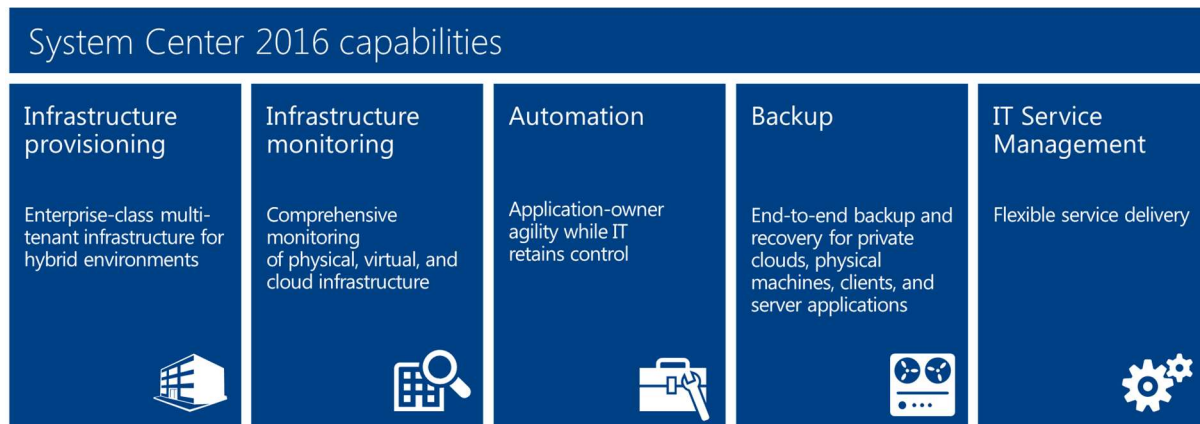 System Center 2016 capabilities
Infrastructure
provisioning
Enterprise-class multi-
tenant infrastructure for
hybrid environments
Infrastructure
monitoring
Comprehensive
monitoring
of physical, virtual, and
cloud infrastructure
Automation
Application-owner
agility while IT
retains control
Backup
End-to-end backup and
recovery for private
clouds, physical
machines, clients, and
server applications
IT Service
Management
Flexible service delivery